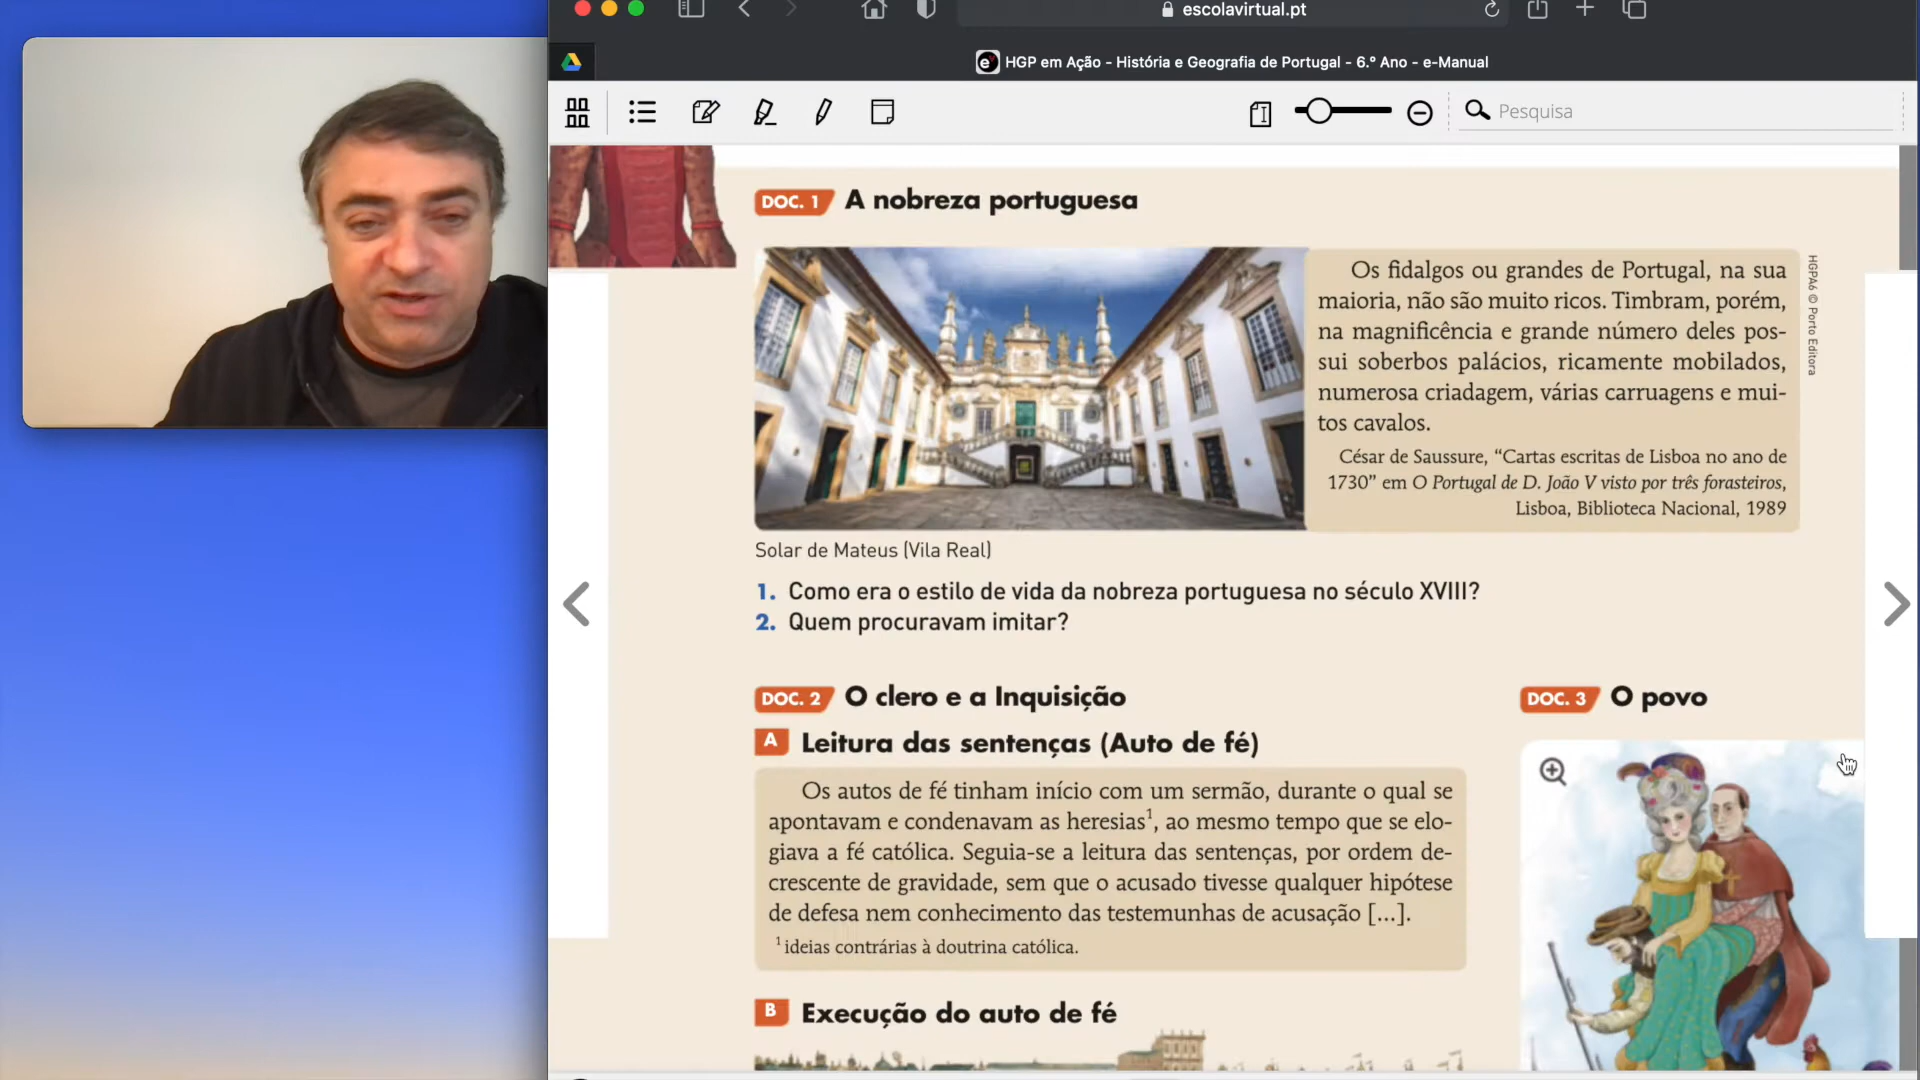 escolavirtual.pt
HGP em Ação - História e Geografia de Portugal - 6.º Ano - e-Manual
Pesquisa
DOC. 1 A nobreza portuguesa
Os fidalgos ou grandes de Portugal, na sua
maioria, não são muito ricos. Timbram, porém,
na magnificência e grande número deles pos-
sui soberbos palácios, ricamente mobilados,
numerosa criadagem, várias carruagens e mui-
tos cavalos.
César de Saussure, “Cartas escritas de Lisboa no ano de
1730” em O Portugal de D. João V visto por três forasteiros,
Lisboa, Biblioteca Nacional, 1989
HGPA6 © Porto Editora
Solar de Mateus (Vila Real)
1. Como era o estilo de vida da nobreza portuguesa no século XVIII?
2. Quem procuravam imitar?
DOC. 2 O clero e a Inquisição
A Leitura das sentenças (Auto de fé)
Os autos de fé tinham início com um sermão, durante o qual se
apontavam e condenavam as heresias¹, ao mesmo tempo que se elo-
giava a fé católica. Seguia-se a leitura das sentenças, por ordem de-
crescente de gravidade, sem que o acusado tivesse qualquer hipótese
de defesa nem conhecimento das testemunhas de acusação [...].
¹ ideias contrárias à doutrina católica.
B Execução do auto de fé
DOC. 3 O povo